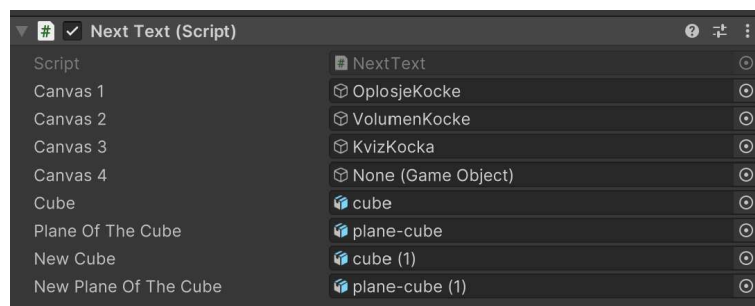 Next Text (Script)
Script NextText
Canvas 1 OplosjeKocke
Canvas 2 VolumenKocke
Canvas 3 KvizKocka
Canvas 4 None (Game Object)
Cube cube
Plane Of The Cube plane-cube
New Cube cube (1)
New Plane Of The Cube plane-cube (1)